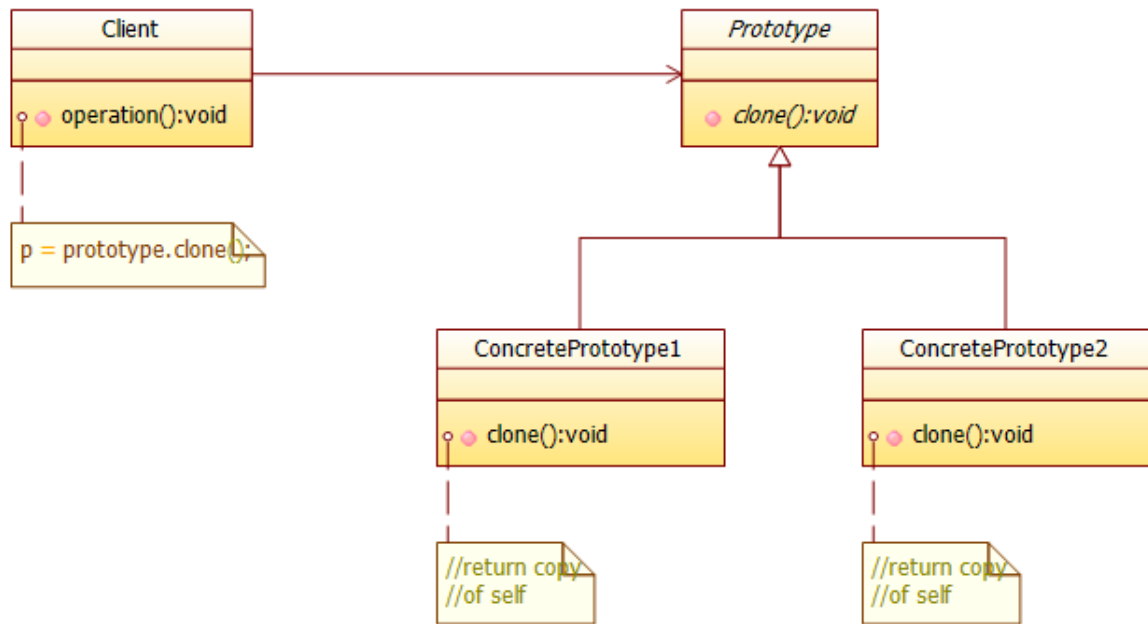 Client
operation():void
p = prototype.clone();
Prototype
clone():void
ConcretePrototype1
clone():void
//return copy
//of self
ConcretePrototype2
clone():void
//return copy
//of self